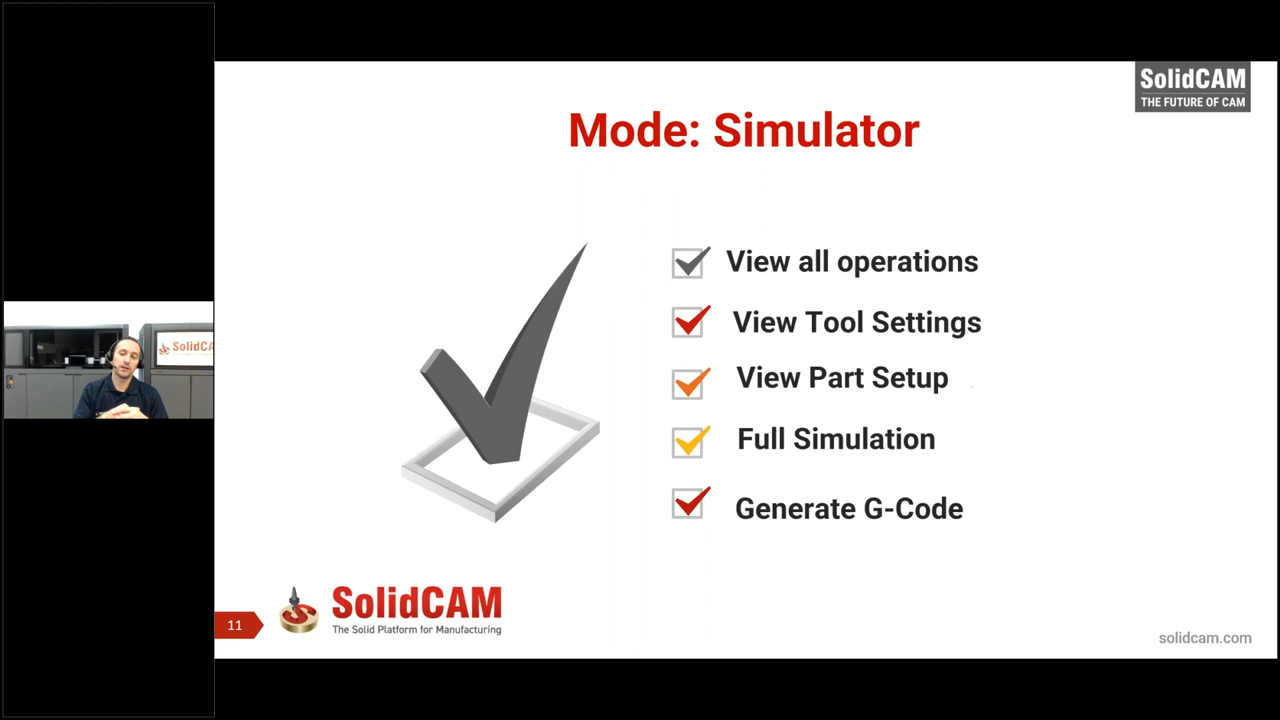 SolidCAM
THE FUTURE OF CAM
Mode: Simulator
View all operations
View Tool Settings
View Part Setup
Full Simulation
Generate G-Code
SolidCA
11
SolidCAM
The Solid Platform for Manufacturing
solidcam.com